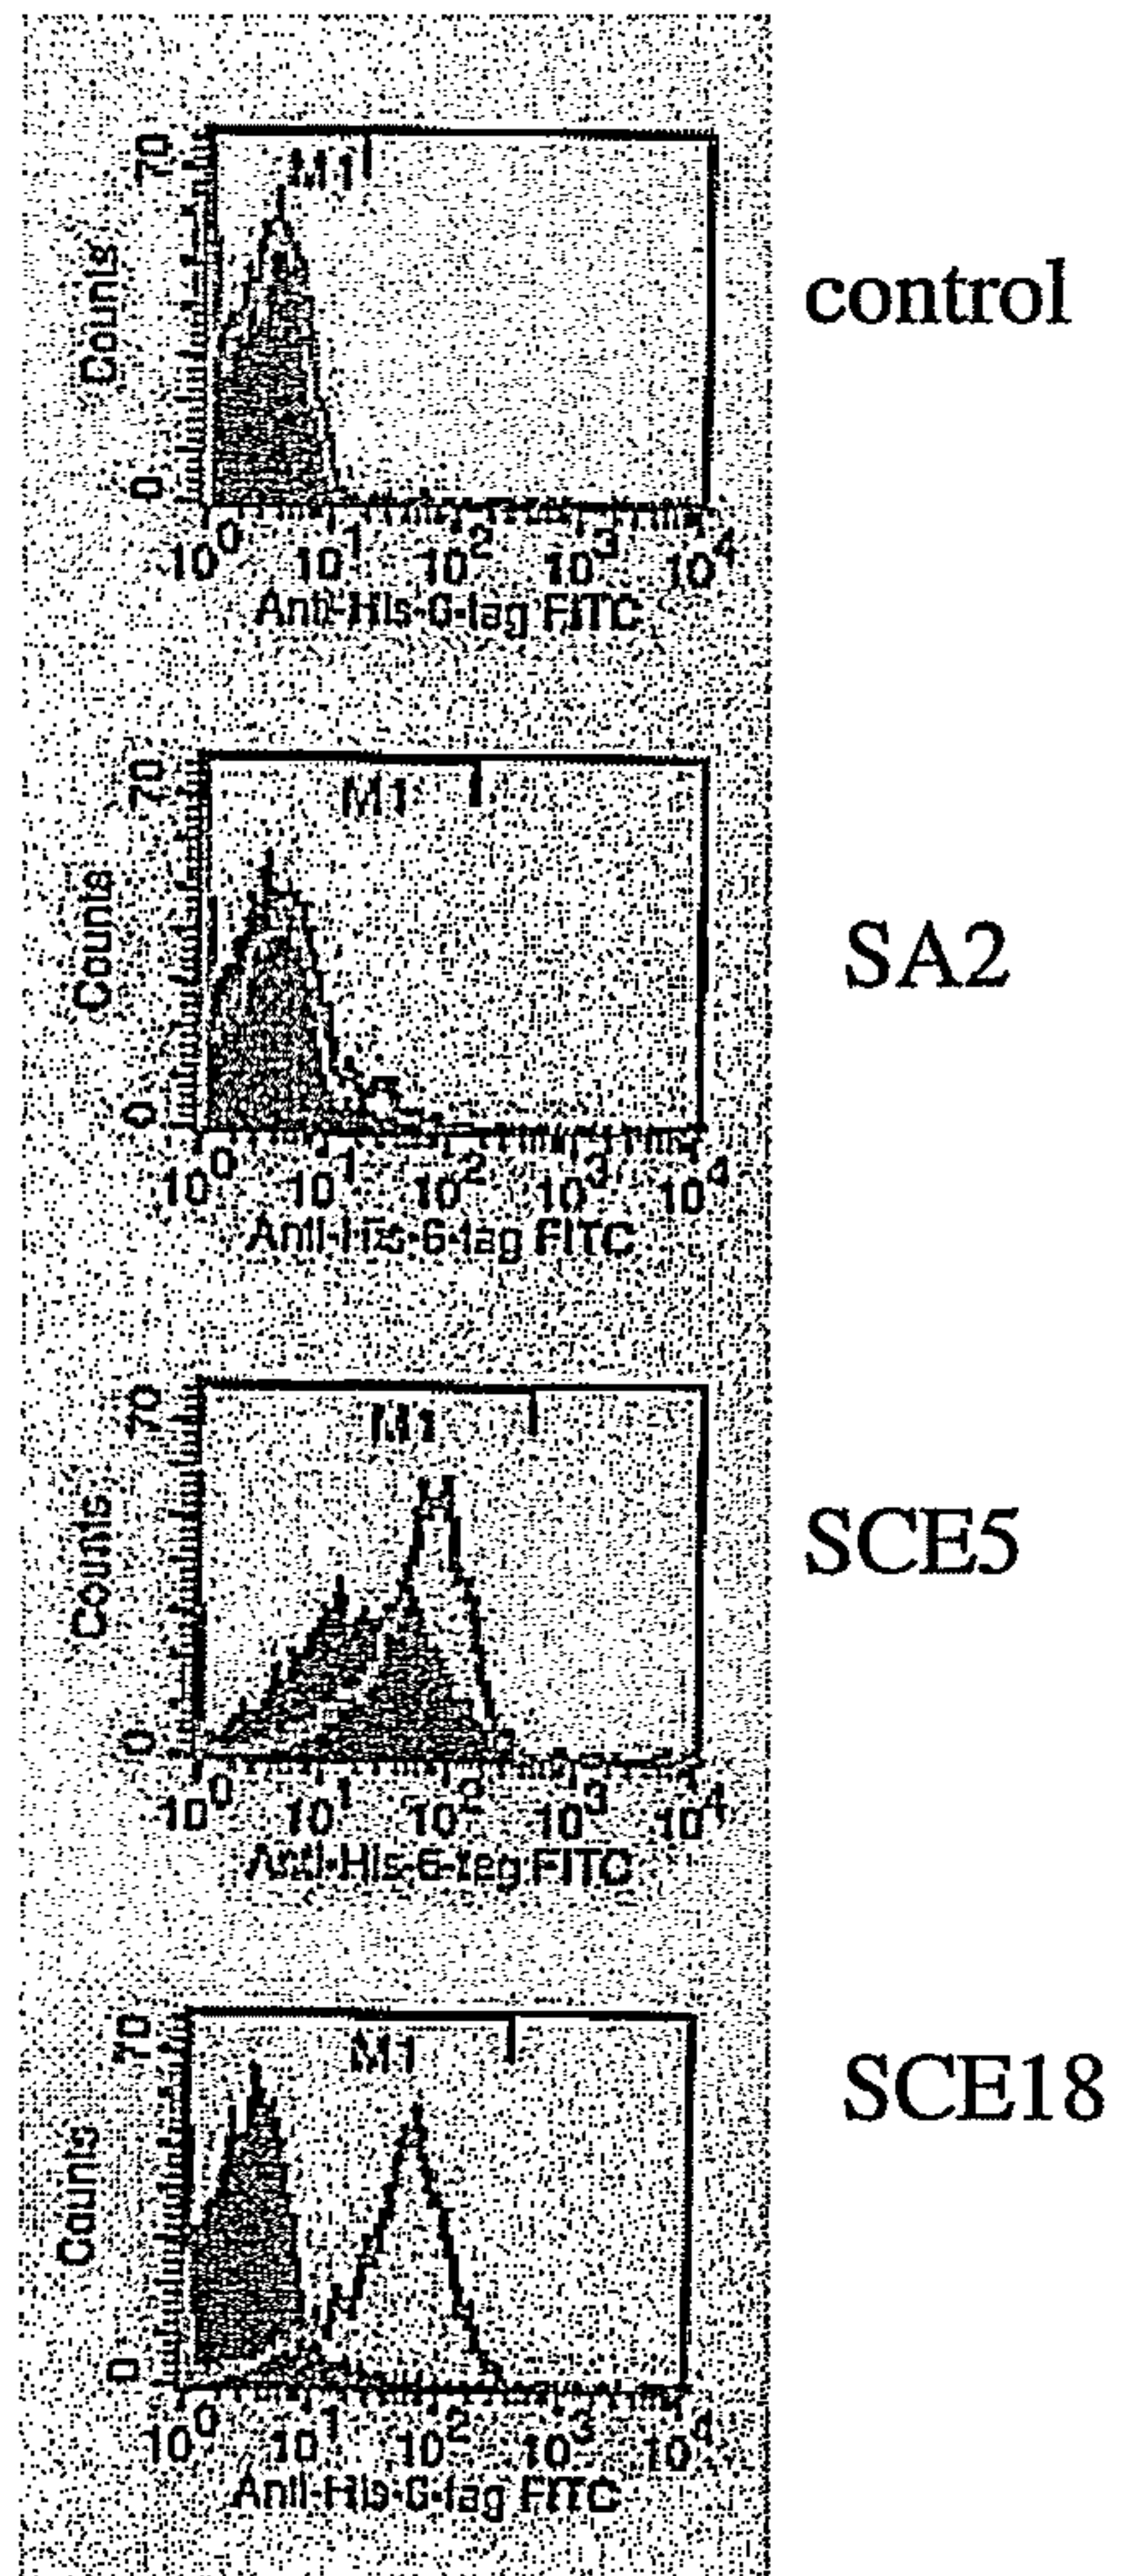 70
M1
Counts
control
0
10^0 10^1 10^2 10^3 10^4
Anti-His-6-tag FITC
70
M1
Counts
SA2
0
10^0 10^1 10^2 10^3 10^4
Anti-His-6-tag FITC
70
M1
Counts
SCE5
0
10^0 10^1 10^2 10^3 10^4
Anti-His-6-tag FITC
70
M1
Counts
SCE18
0
10^0 10^1 10^2 10^3 10^4
Anti-His-6-tag FITC